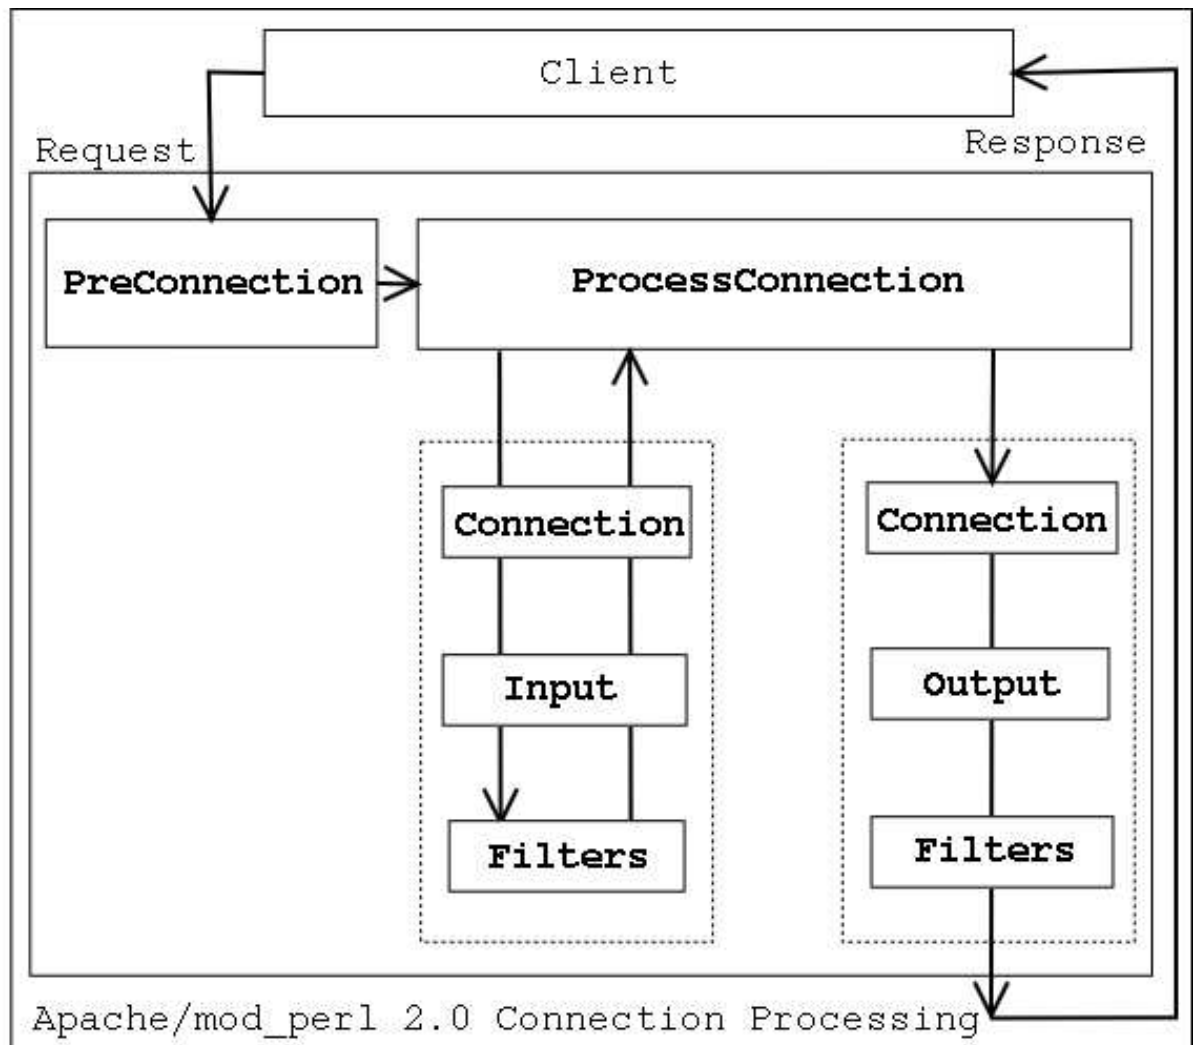 Client
Request
Response
PreConnection
ProcessConnection
Connection
Input
Filters
Connection
Output
Filters
Apache/mod_perl 2.0 Connection Processing